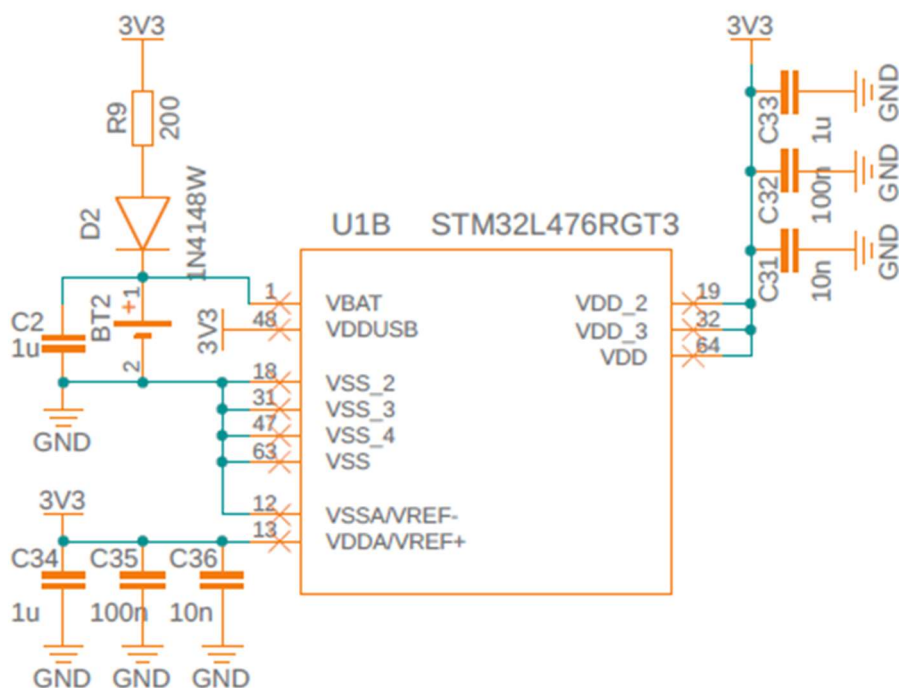 3V3
R9
200
D2
1N4148W
C2
1u
BT2
+
1
2
GND
3V3
U1B
STM32L476RGT3
1
VBAT
48
VDDUSB
18
VSS_2
31
VSS_3
47
VSS_4
63
VSS
12
VSSA/VREF-
13
VDDA/VREF+
VDD_2
19
VDD_3
32
VDD
64
3V3
C33
1u
GND
C32
100n
GND
C31
10n
GND
3V3
C34
1u
GND
C35
100n
GND
C36
10n
GND